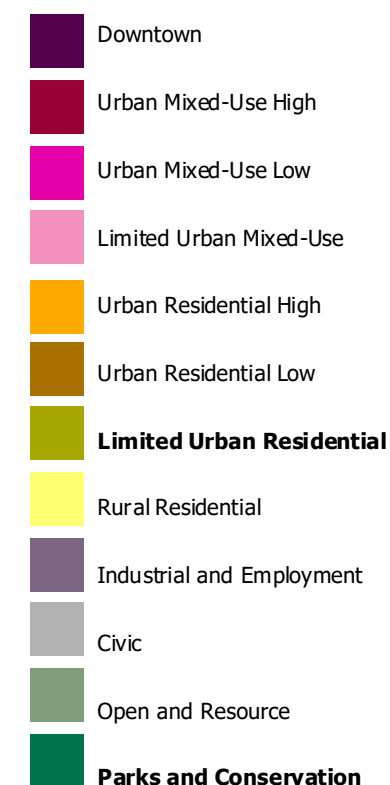 Downtown
Urban Mixed-Use High
Urban Mixed-Use Low
Limited Urban Mixed-Use
Urban Residential High
Urban Residential Low
Limited Urban Residential
Rural Residential
Industrial and Employment
Civic
Open and Resource
Parks and Conservation